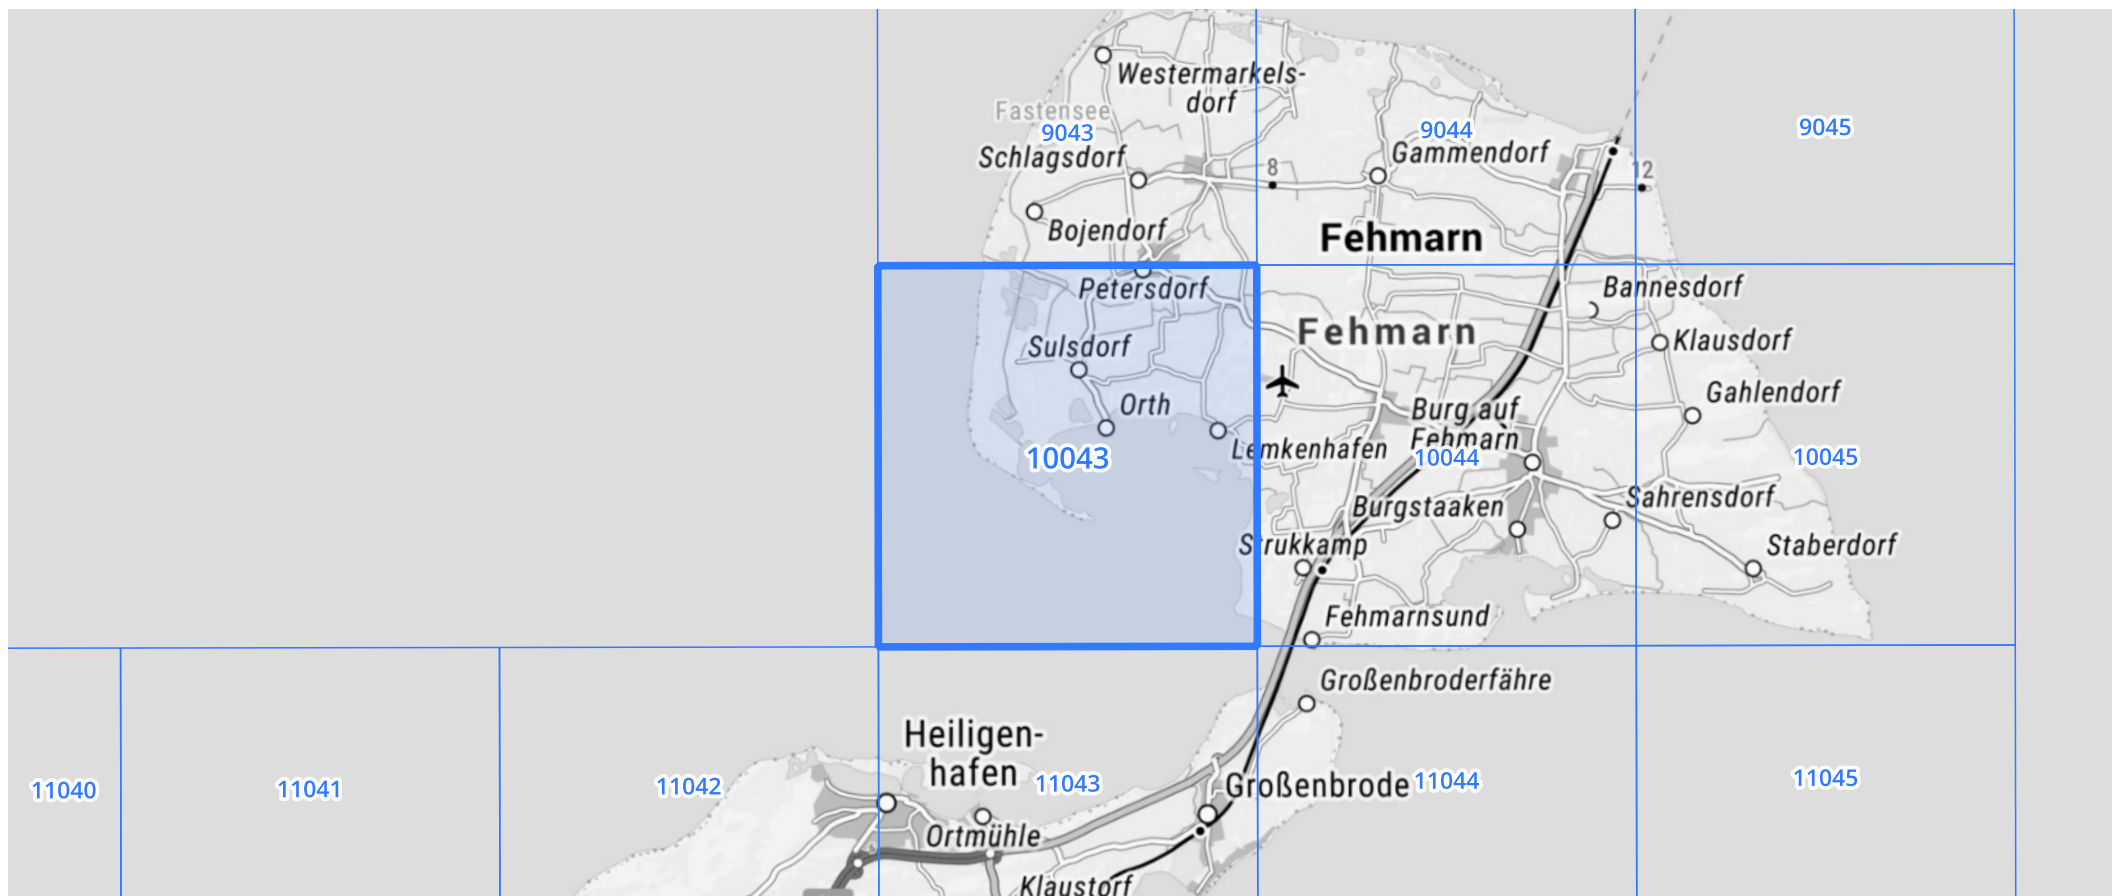 Westermarkels-
dorf
Fastensee
9043
9044
9045
Schlagsdorf
Gammendorf
8
12
Bojendorf
Fehmarn
Petersdorf
Bannesdorf
Fehmarn
Klausdorf
Sulsdorf
Gahlendorf
Orth
Burg auf
Fehmarn
Lemkenhafen
10043
10044
10045
Sahrensdorf
Burgstaaken
Strukkamp
Staberdorf
Fehmarnsund
Großenbroderfähre
Heiligen-
hafen
11040
11041
11042
11043
11044
11045
Großenbrode
Ortmühle
6
Klaustorf